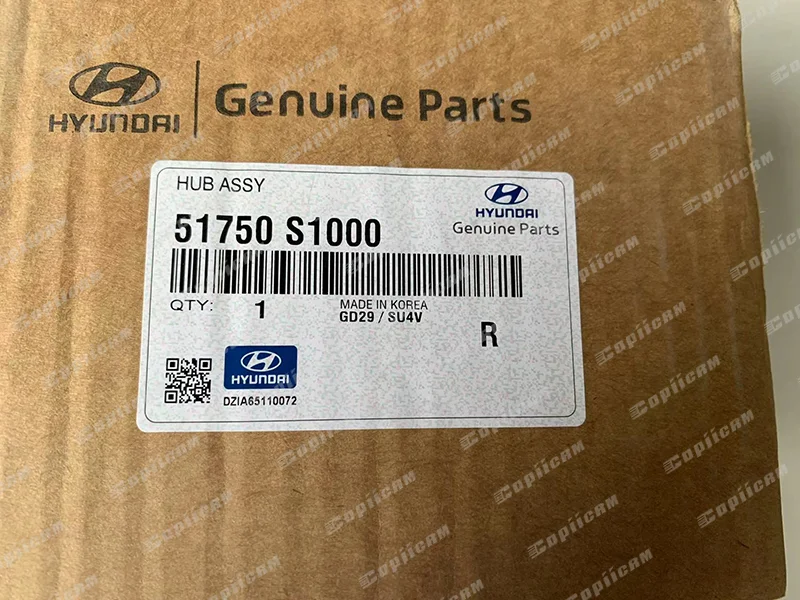 HYUNDAI | Genuine Parts
HUB ASSY
51750 S1000
HYUNDAI
Genuine Parts
QTY: 1
MADE IN KOREA
GD29 / SU4V
R
HYUNDAI
DZIA65110072
Copiicam